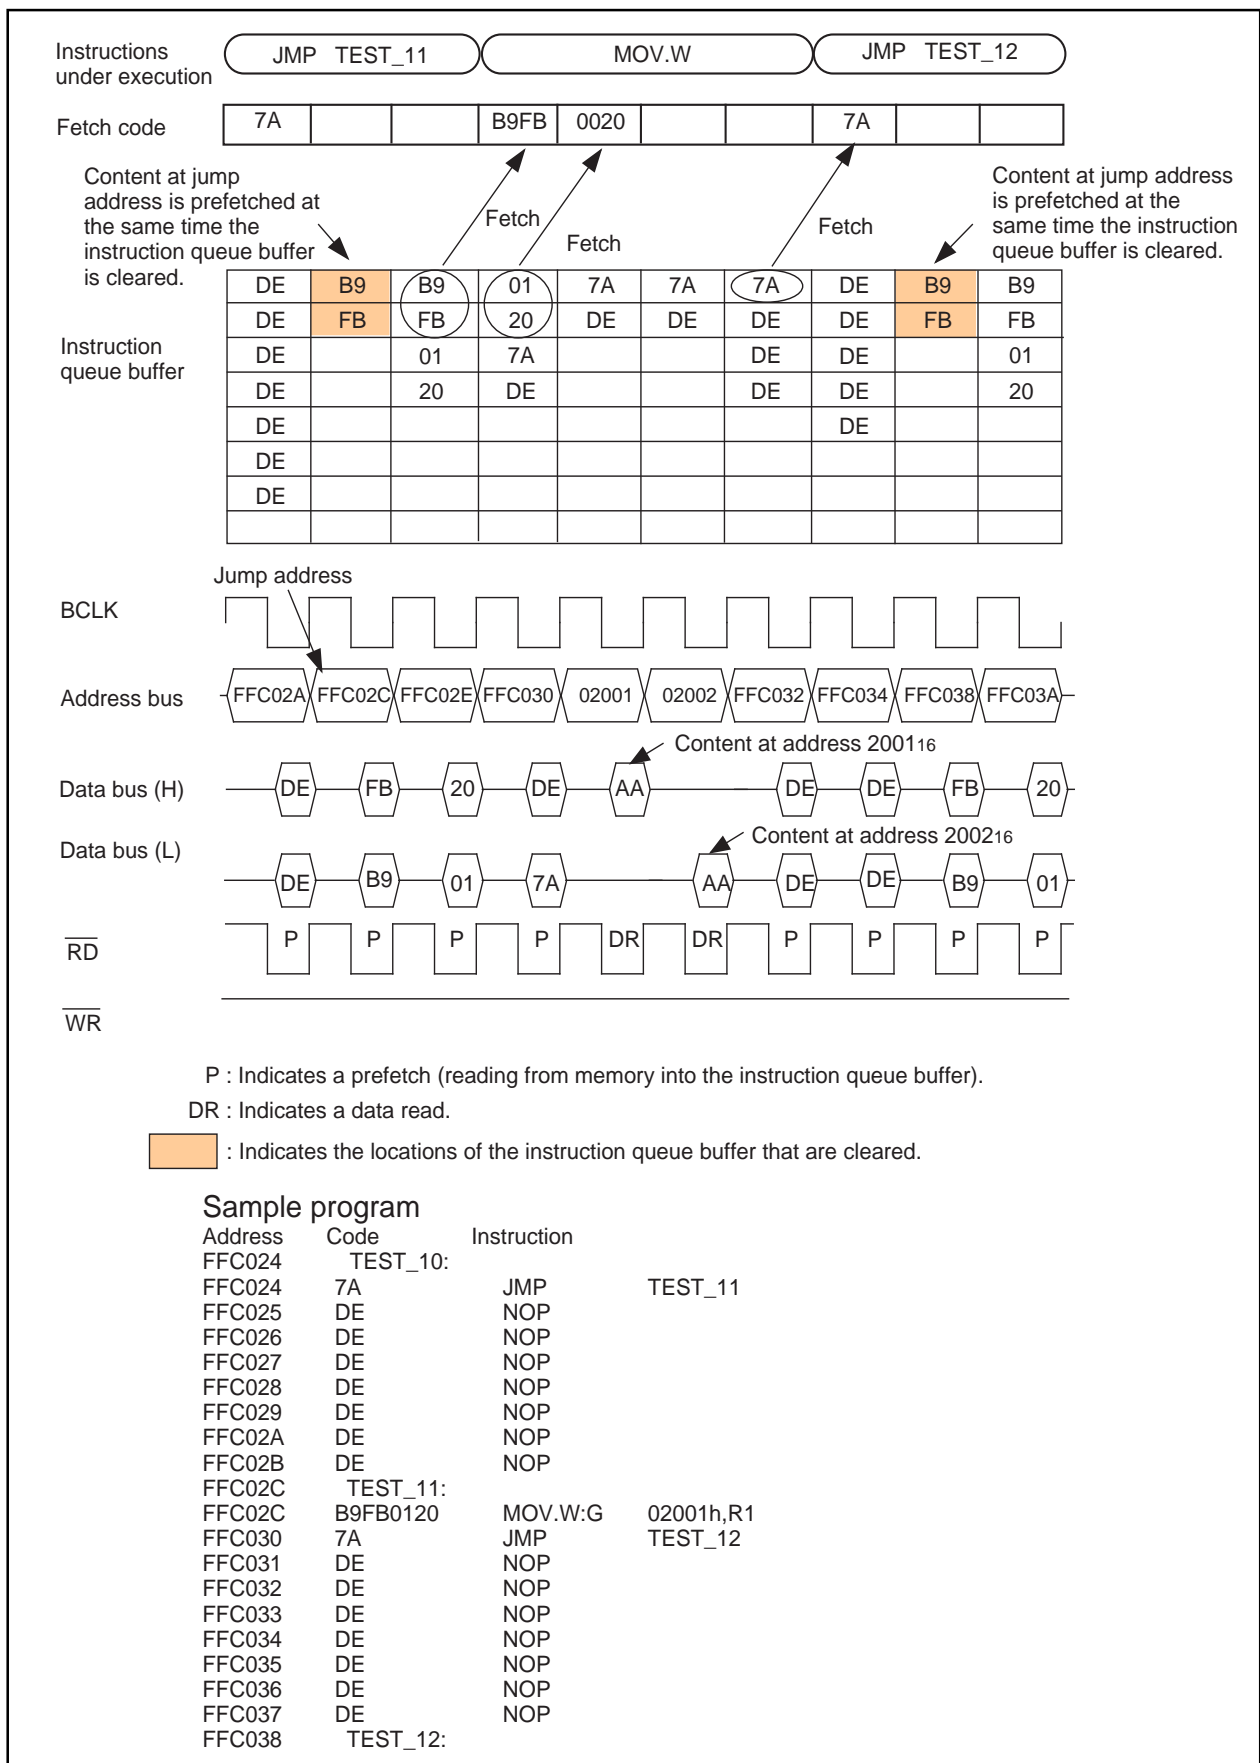 Instructions
under execution
JMP TEST_11 MOV.W JMP TEST_12
Fetch code 7A B9FB 0020 7A
Content at jump
address is prefetched at
the same time the
instruction queue buffer
is cleared.
Fetch
Fetch
Fetch
Content at jump address
is prefetched at the
same time the instruction
queue buffer is cleared.
Instruction
queue buffer
DE B9 B9 01 7A 7A 7A DE B9 B9
DE FB FB 20 DE DE DE DE FB FB
DE 01 7A DE DE 01
DE 20 DE DE DE 20
DE DE
DE
DE
Jump address
BCLK
Address bus FFC02A FFC02C FFC02E FFC030 02001 02002 FFC032 FFC034 FFC038 FFC03A
Content at address 200116
Data bus (H) DE FB 20 DE AA DE DE FB 20
Content at address 200216
Data bus (L) DE B9 01 7A AA DE DE B9 01
RD P P P P DR DR P P P P
WR
P : Indicates a prefetch (reading from memory into the instruction queue buffer).
DR : Indicates a data read.
: Indicates the locations of the instruction queue buffer that are cleared.
Sample program
Address Code Instruction
FFC024 TEST_10:
FFC024 7A JMP TEST_11
FFC025 DE NOP
FFC026 DE NOP
FFC027 DE NOP
FFC028 DE NOP
FFC029 DE NOP
FFC02A DE NOP
FFC02B DE NOP
FFC02C TEST_11:
FFC02C B9FB0120 MOV.W:G 02001h,R1
FFC030 7A JMP TEST_12
FFC031 DE NOP
FFC032 DE NOP
FFC033 DE NOP
FFC034 DE NOP
FFC035 DE NOP
FFC036 DE NOP
FFC037 DE NOP
FFC038 TEST_12: